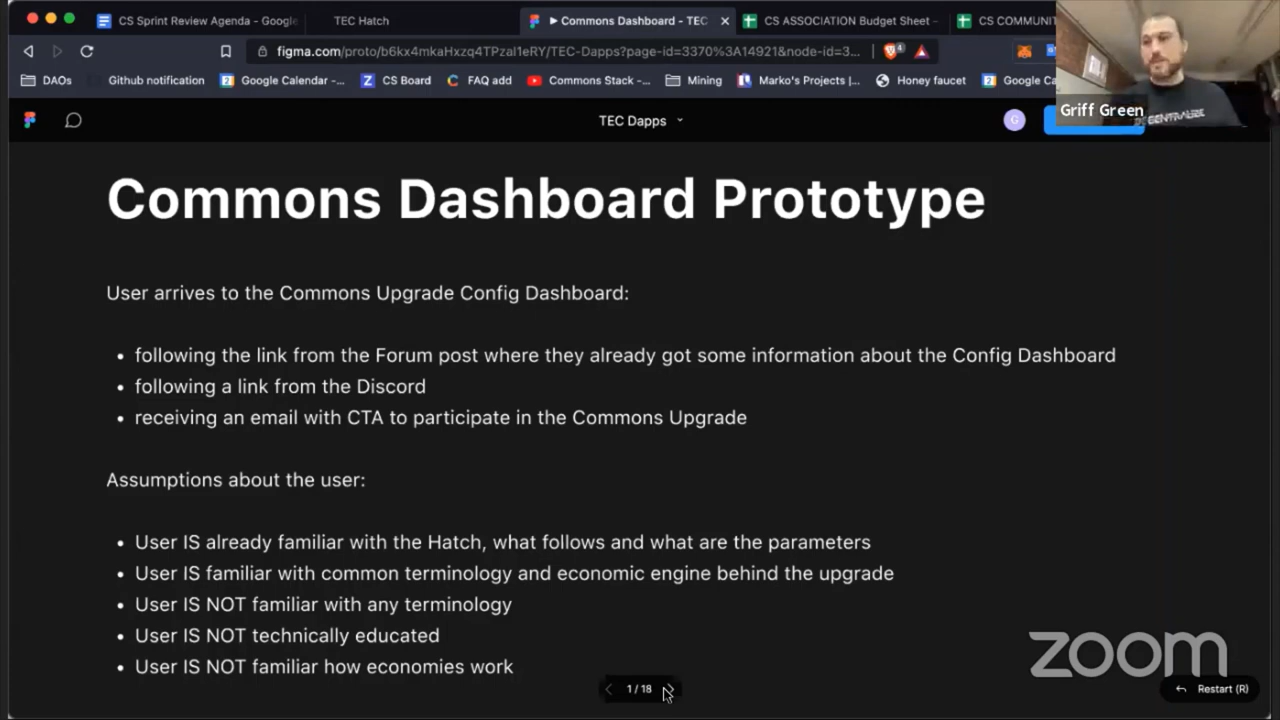 CS Sprint Review Agenda - Google
TEC Hatch
▶ Commons Dashboard - TEC
CS ASSOCIATION Budget Sheet -
CS COMMUN
figma.com/proto/b6kx4mkaHxzq4TPzal1eRY/TEC-Dapps?page-id=3370%3A14921&node-id=3...
4
DAOs
Github notification
Google Calendar -...
CS Board
FAQ add
Commons Stack -...
Mining
Marko's Projects |...
Honey faucet
Google Ca
Griff Green
TEC Dapps
G
Commons Dashboard Prototype
User arrives to the Commons Upgrade Config Dashboard:
• following the link from the Forum post where they already got some information about the Config Dashboard
• following a link from the Discord
• receiving an email with CTA to participate in the Commons Upgrade
Assumptions about the user:
• User IS already familiar with the Hatch, what follows and what are the parameters
• User IS familiar with common terminology and economic engine behind the upgrade
• User IS NOT familiar with any terminology
• User IS NOT technically educated
• User IS NOT familiar how economies work
zoom
1 / 18
Restart (R)